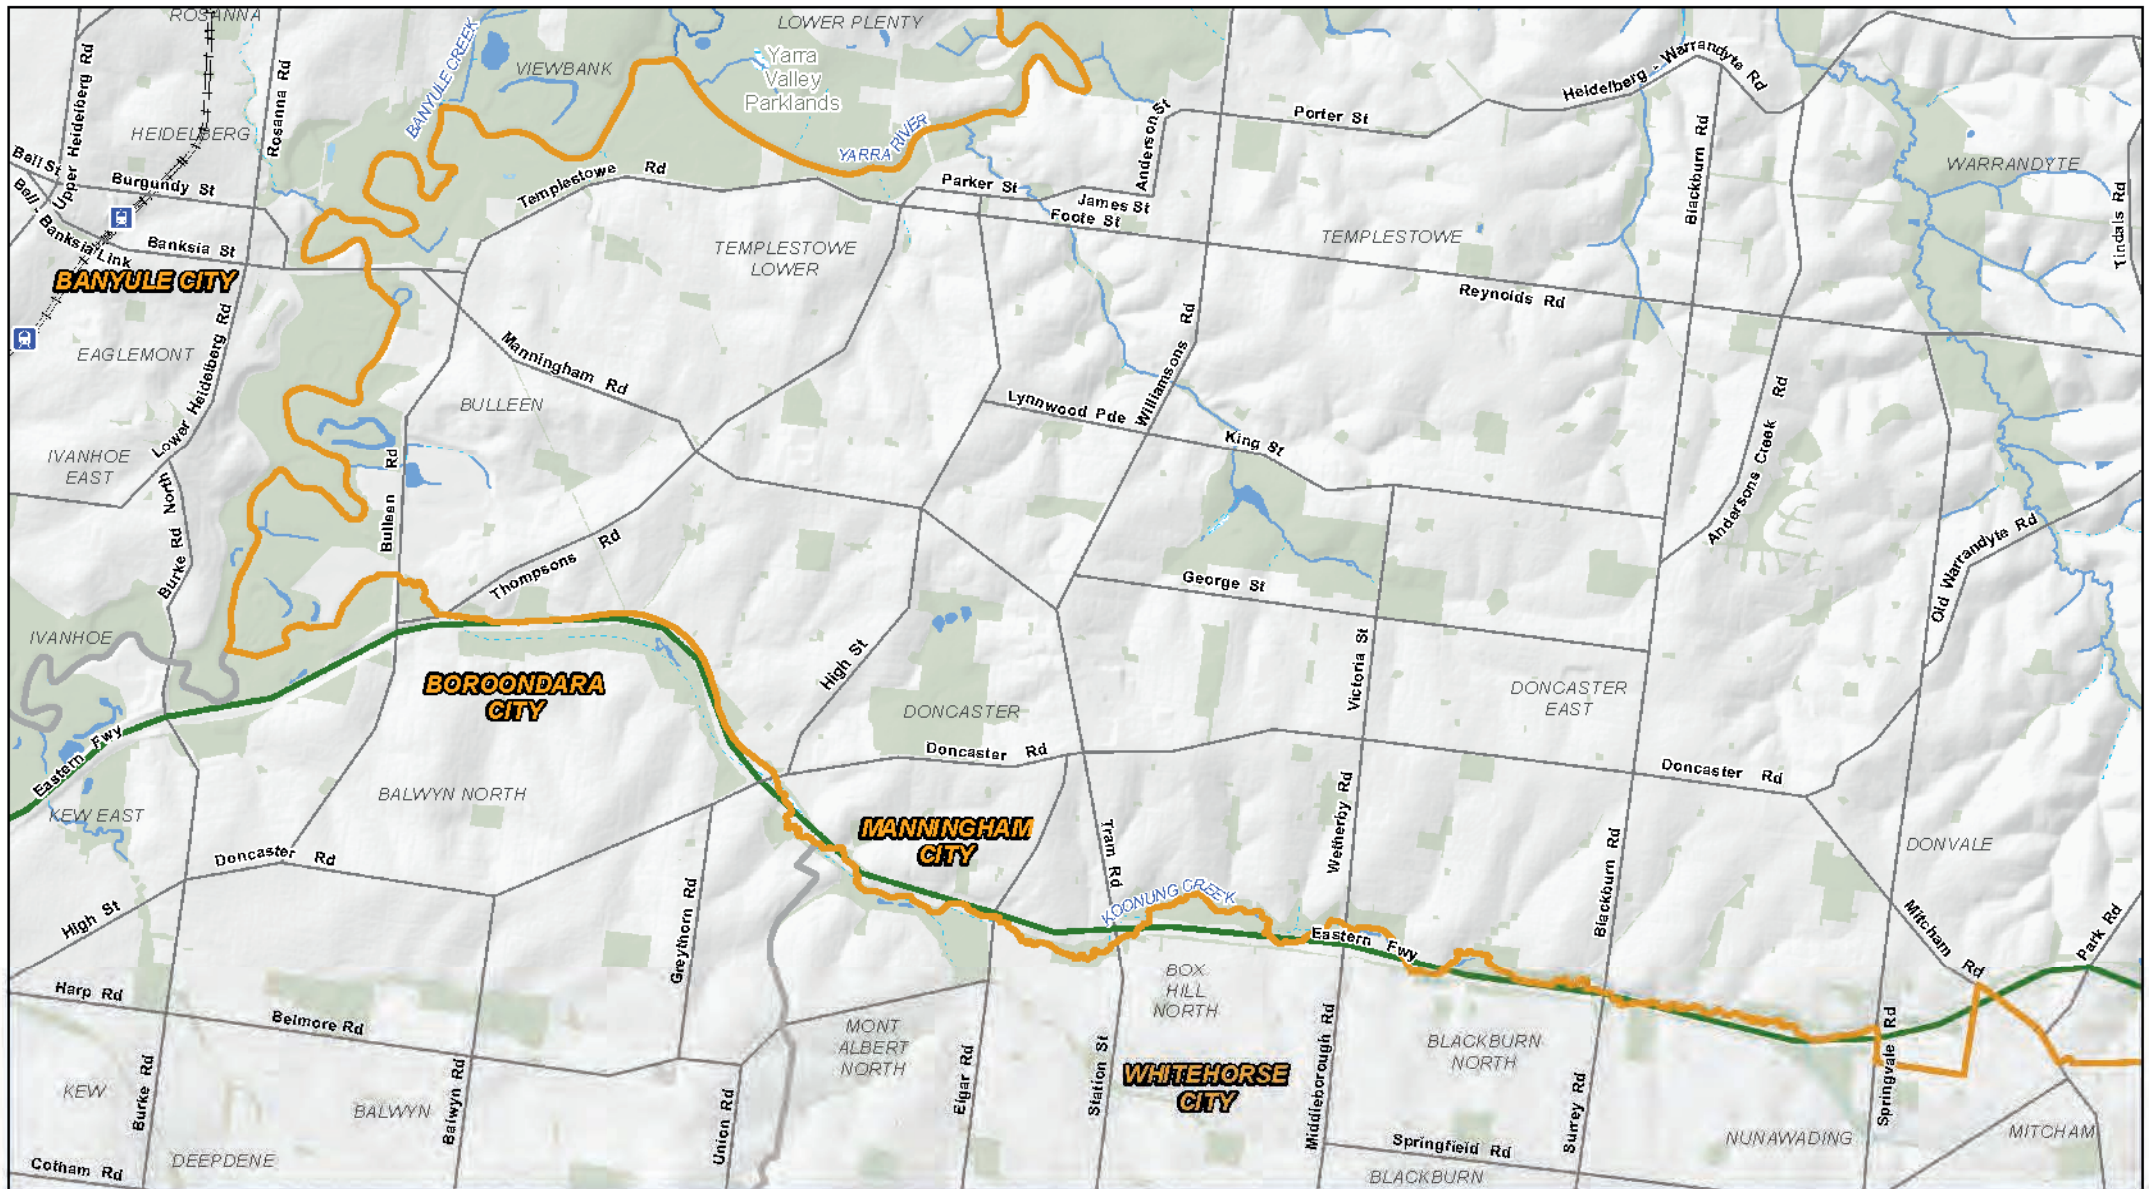 ROSANNA
LOWER PLENTY
BANYULE CREEK
VIEWBANK
Yarra
Valley
Parklands
Upper Heidelberg Rd
Rosanna Rd
HEIDELBERG
Heidelberg - Warrandyte Rd
Porter St
Anderson St
Blackburn Rd
YARRA RIVER
WARRANDYTE
Bell St
Burgundy St
Bell - Banksia Link
Banksia St
Templestowe Rd
Parker St
James St
Foote St
Tindals Rd
BANYULE CITY
TEMPLESTOWE
LOWER
TEMPLESTOWE
Reynolds Rd
EAGLEMONT
Lower Heidelberg Rd
Manningham Rd
BULLEEN
Williamsons Rd
Lynnwood Pde
King St
Andersons Creek Rd
IVANHOE
EAST
Burke Rd North
Bulleen Rd
Thompsons Rd
George St
Old Warrandyte Rd
IVANHOE
High St
Victoria St
BOROONDARA
CITY
DONCASTER
DONCASTER
EAST
Eastern Fwy
Doncaster Rd
Doncaster Rd
KEW EAST
BALWYN NORTH
MANNINGHAM
CITY
Tram Rd
Wetherby Rd
Blackburn Rd
DONVALE
Doncaster Rd
High St
Greythorn Rd
KOONUNG CREEK
Eastern Fwy
Mitcham Rd
Park Rd
Harp Rd
Belmore Rd
BOX
HILL
NORTH
MONT
ALBERT
NORTH
BLACKBURN
NORTH
Springvale Rd
KEW
Burke Rd
BALWYN
Balwyn Rd
Union Rd
Elgar Rd
Station St
WHITEHORSE
CITY
Middleborough Rd
Surrey Rd
Springfield Rd
NUNAWADING
MITCHAM
Cotham Rd
DEEPDENE
BLACKBURN